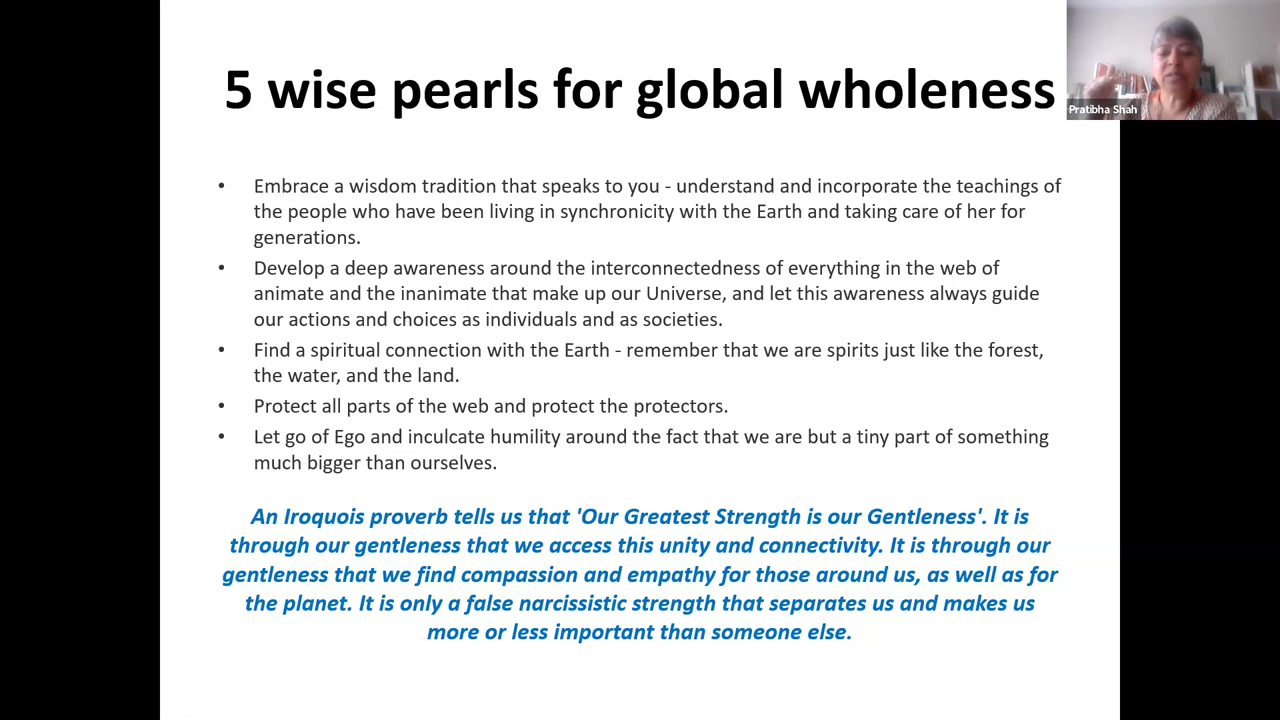 5 wise pearls for global wholeness
Pratibha Shah
• Embrace a wisdom tradition that speaks to you - understand and incorporate the teachings of
the people who have been living in synchronicity with the Earth and taking care of her for
generations.
• Develop a deep awareness around the interconnectedness of everything in the web of
animate and the inanimate that make up our Universe, and let this awareness always guide
our actions and choices as individuals and as societies.
• Find a spiritual connection with the Earth - remember that we are spirits just like the forest,
the water, and the land.
• Protect all parts of the web and protect the protectors.
• Let go of Ego and inculcate humility around the fact that we are but a tiny part of something
much bigger than ourselves.
An Iroquois proverb tells us that 'Our Greatest Strength is our Gentleness'. It is
through our gentleness that we access this unity and connectivity. It is through our
gentleness that we find compassion and empathy for those around us, as well as for
the planet. It is only a false narcissistic strength that separates us and makes us
more or less important than someone else.